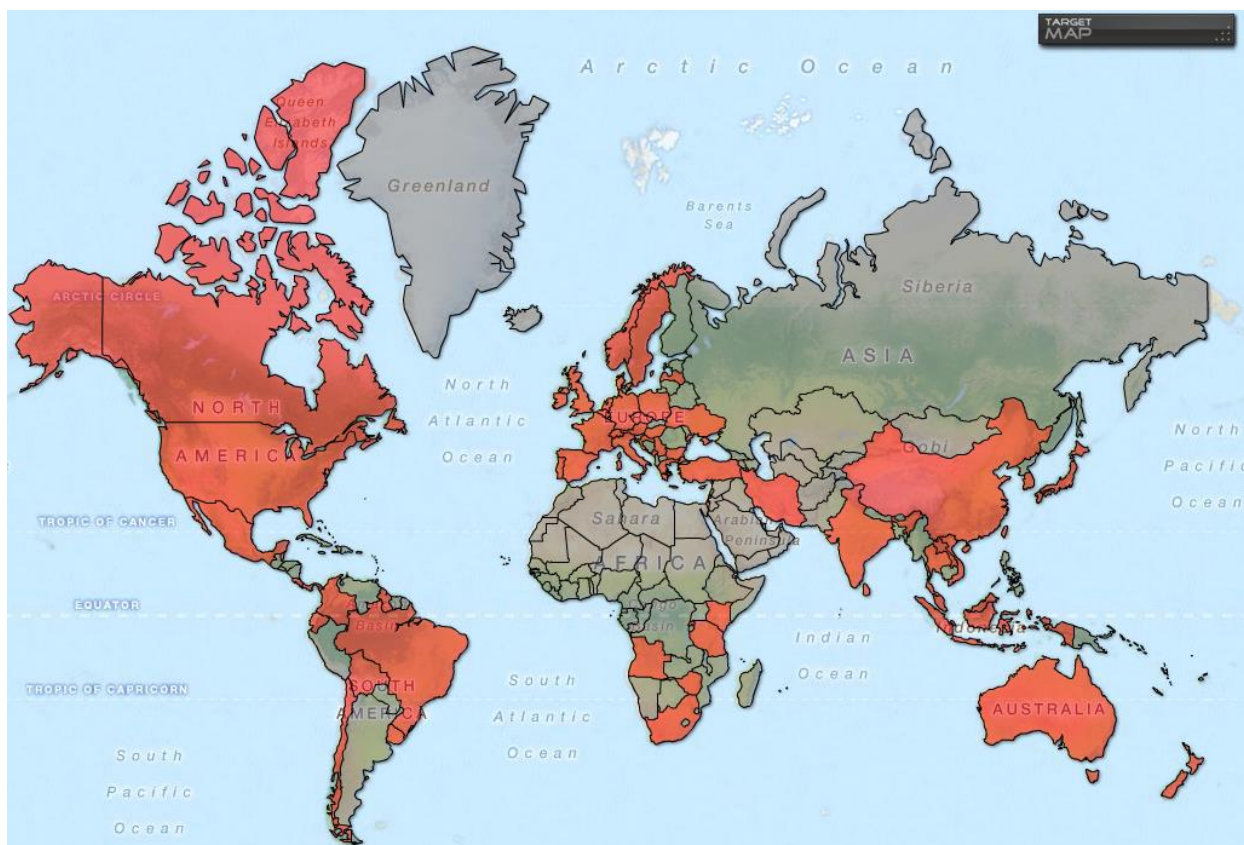 TARGET
MAP
Arctic Ocean
Queen
Elizabeth
Islands
Greenland
Barents
Sea
Siberia
ARCTIC CIRCLE
ASIA
North
Atlantic
Ocean
NORTH
AMERICA
EUROPE
Gobi
North
Pacific
Ocean
TROPIC OF CANCER
Sahara
Arabian
Peninsula
AFRICA
EQUATOR
Basin
Indonesia
Indian
Ocean
TROPIC OF CAPRICORN
SOUTH
AMERICA
South
Atlantic
Ocean
AUSTRALIA
South
Pacific
Ocean